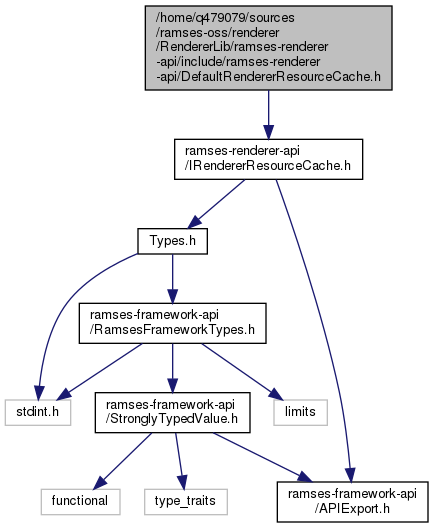 /home/q479079/sources
/ramses-oss/renderer
/RendererLib/ramses-renderer
-api/include/ramses-renderer
-api/DefaultRendererResourceCache.h
ramses-renderer-api
/IRendererResourceCache.h
Types.h
ramses-framework-api
/RamsesFrameworkTypes.h
stdint.h
ramses-framework-api
/StronglyTypedValue.h
limits
functional
type_traits
ramses-framework-api
/APIExport.h